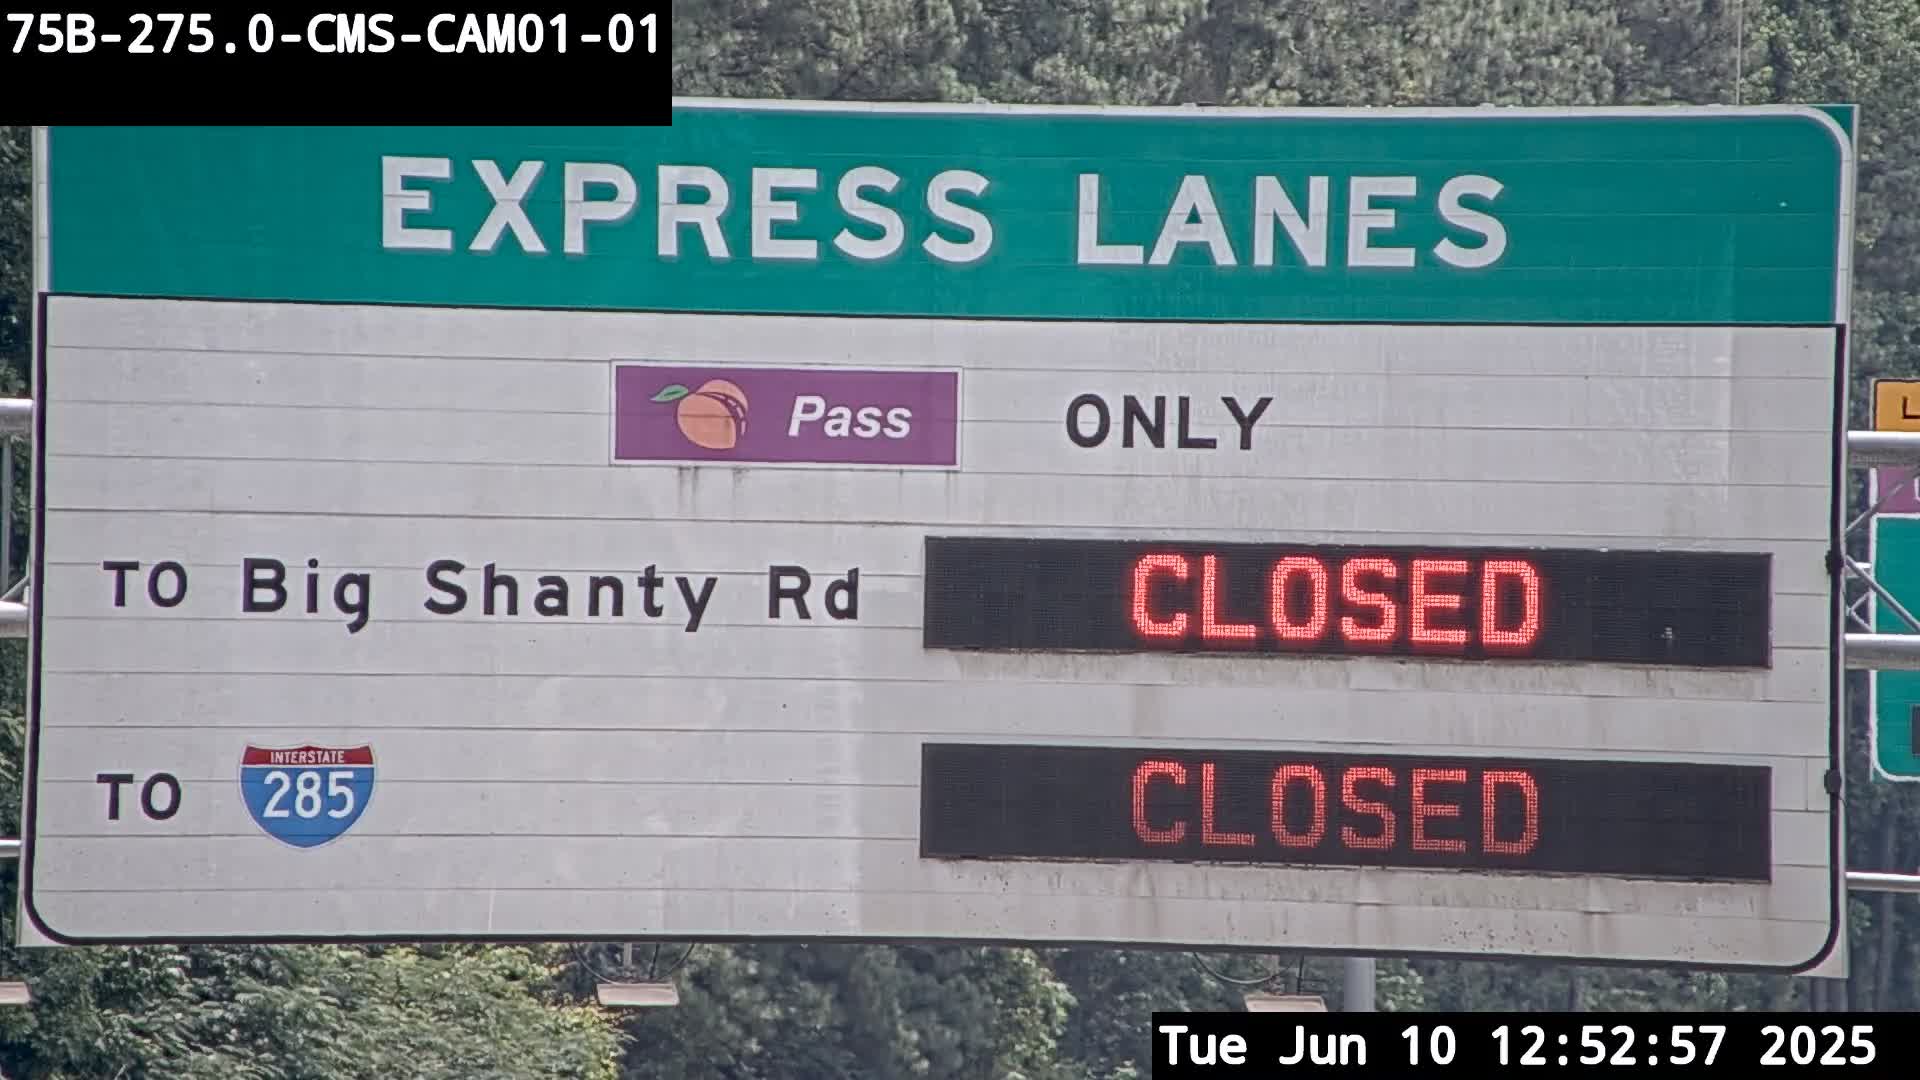 75B-275.0-CMS-CAM01-01
EXPRESS LANES
Pass ONLY
TO Big Shanty Rd CLOSED
TO INTERSTATE 285 CLOSED
Tue Jun 10 12:52:57 2025